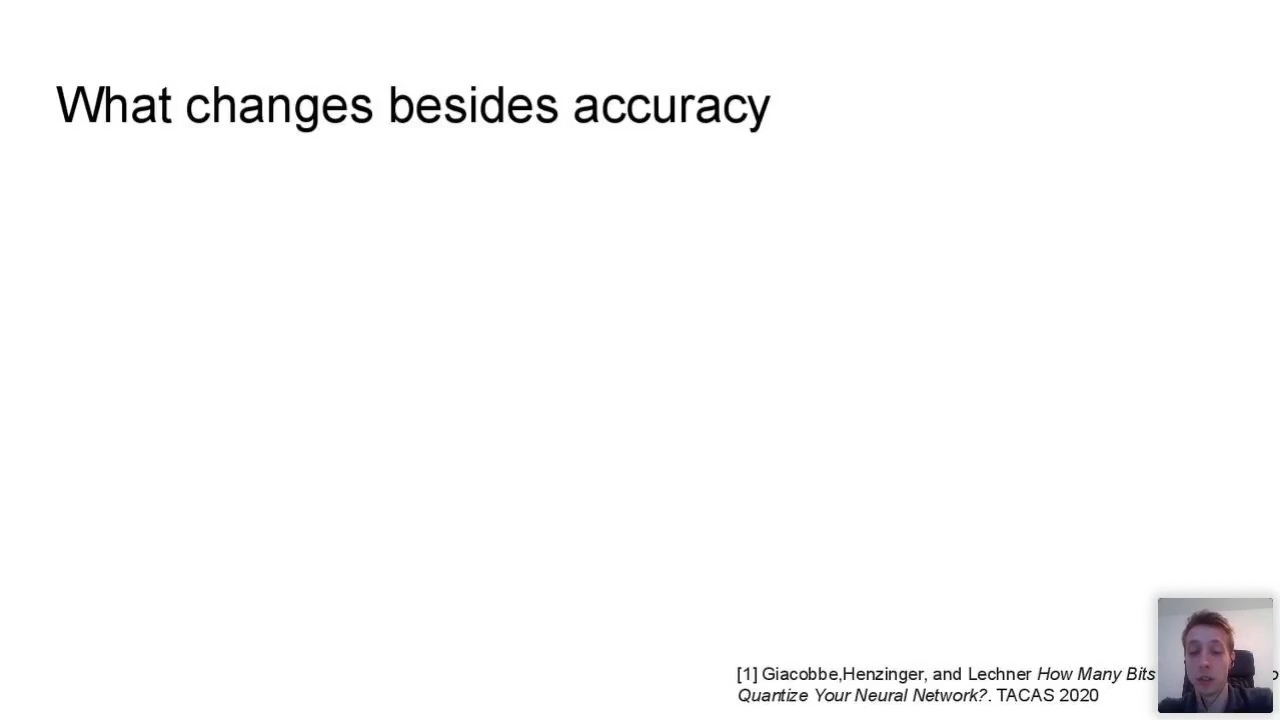 What changes besides accuracy
[1] Giacobbe,Henzinger, and Lechner How Many Bits
Quantize Your Neural Network?. TACAS 2020